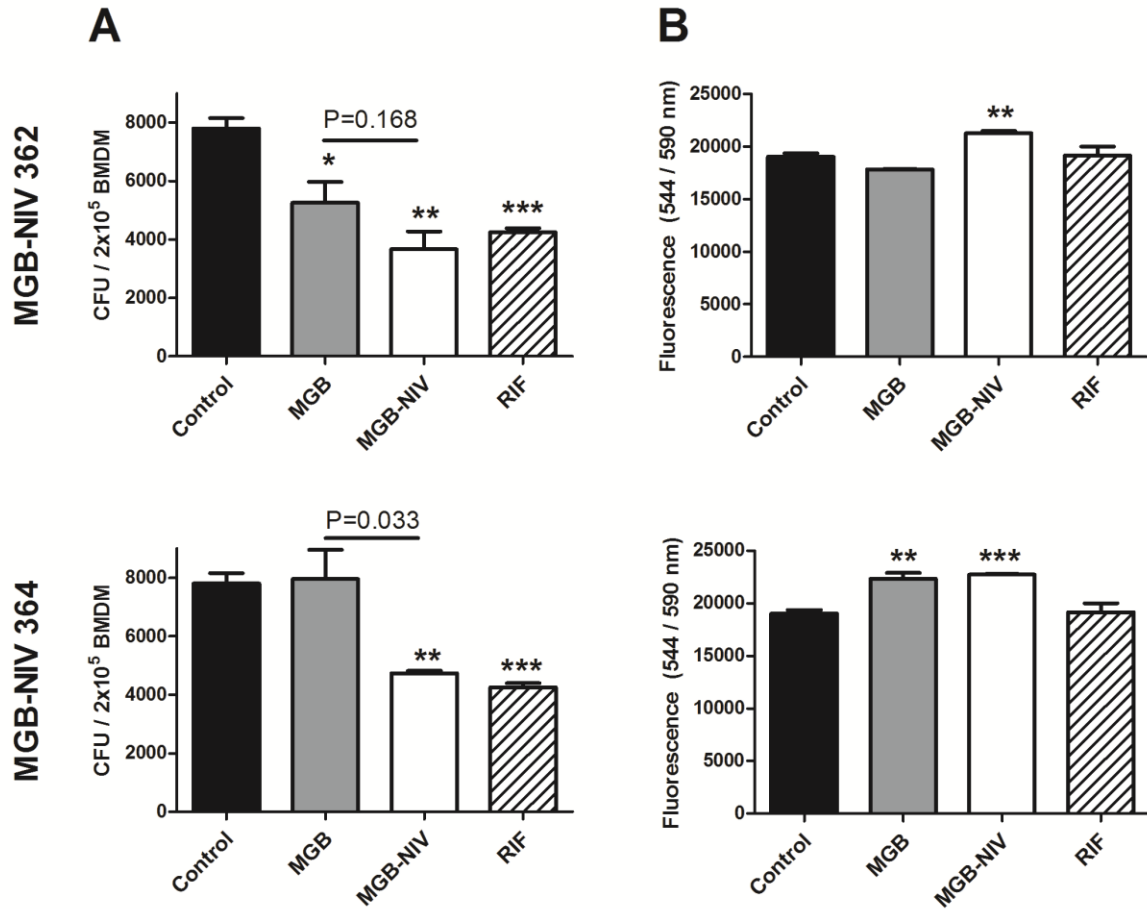 A
B
MGB-NIV 362
CFU / 2x10⁵ BMDM
8000
6000
4000
2000
0
P=0.168
*
**
***
Control
MGB
MGB-NIV
RIF
Fluorescence (544 / 590 nm)
25000
20000
15000
10000
5000
0
**
Control
MGB
MGB-NIV
RIF
MGB-NIV 364
CFU / 2x10⁵ BMDM
8000
6000
4000
2000
0
P=0.033
**
***
Control
MGB
MGB-NIV
RIF
Fluorescence (544 / 590 nm)
25000
20000
15000
10000
5000
0
**
***
Control
MGB
MGB-NIV
RIF